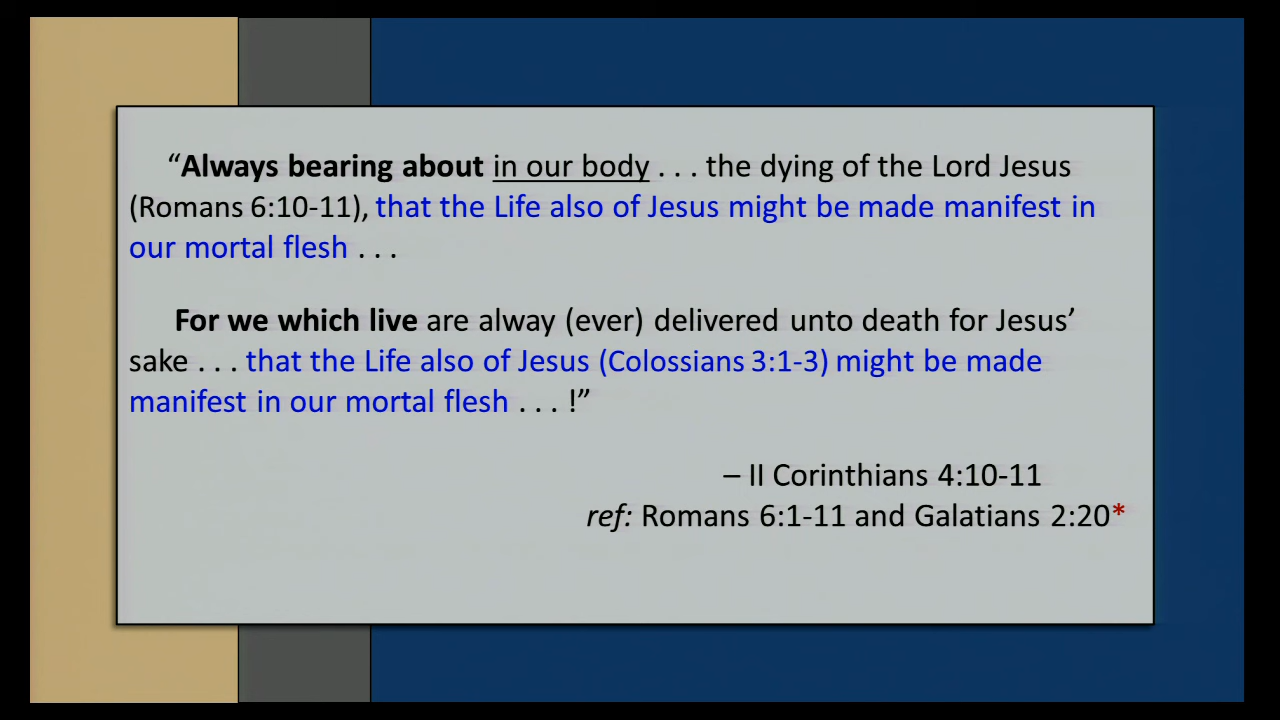 “Always bearing about in our body . . . the dying of the Lord Jesus
(Romans 6:10-11), that the Life also of Jesus might be made manifest in
our mortal flesh . . .
For we which live are alway (ever) delivered unto death for Jesus’
sake . . . that the Life also of Jesus (Colossians 3:1-3) might be made
manifest in our mortal flesh . . . !”
– II Corinthians 4:10-11
ref: Romans 6:1-11 and Galatians 2:20*